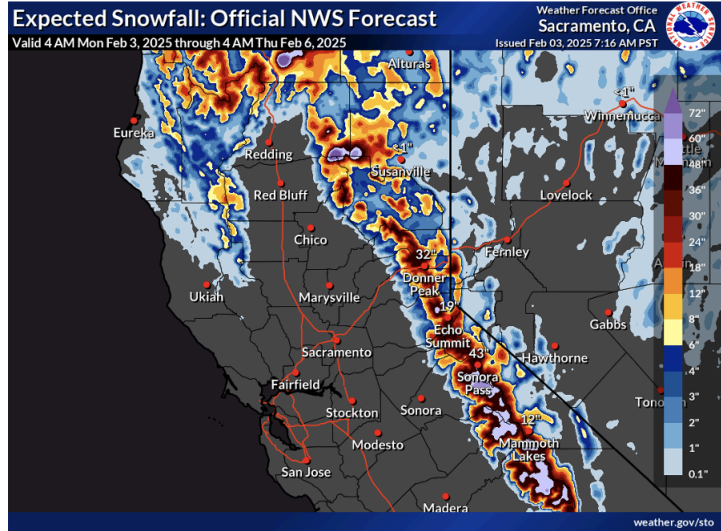 Expected Snowfall: Official NWS Forecast
Valid 4 AM Mon Feb 3, 2025 through 4 AM Thu Feb 6, 2025
Weather Forecast Office
Sacramento, CA
Issued Feb 03, 2025 7:16 AM PST
NATIONAL WEATHER SERVICE
Alturas
<1"
Winnemucca
Eureka
Redding
<1"
Susanville
Red Bluff
Lovelock
Chico
Fernley
32"
Donner
Peak
Ukiah
Marysville
19"
Echo
Summit
Gabbs
Sacramento
43"
Sonora
Pass
Hawthorne
Fairfield
Stockton
Sonora
12"
Mammoth
Lakes
Modesto
San Jose
Madera
72"
60"
48"
36"
30"
24"
18"
12"
8"
6"
4"
3"
2"
1"
0.1"
weather.gov/sto